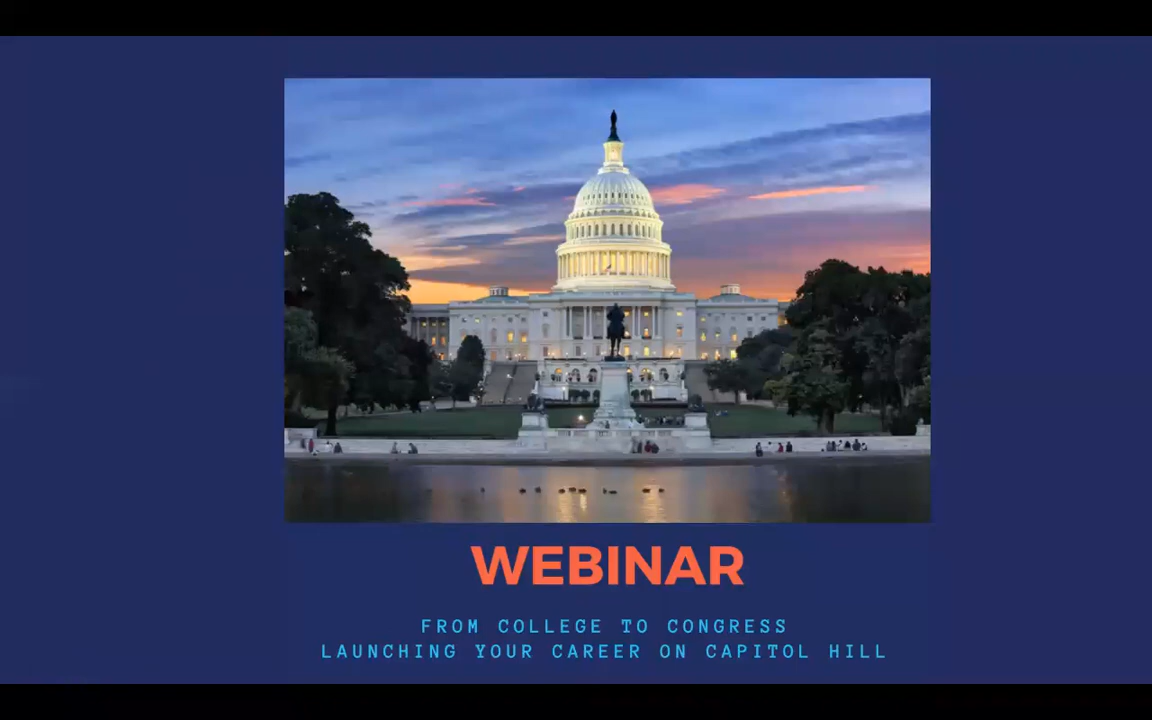 WEBINAR
FROM COLLEGE TO CONGRESS
LAUNCHING YOUR CAREER ON CAPITOL HILL